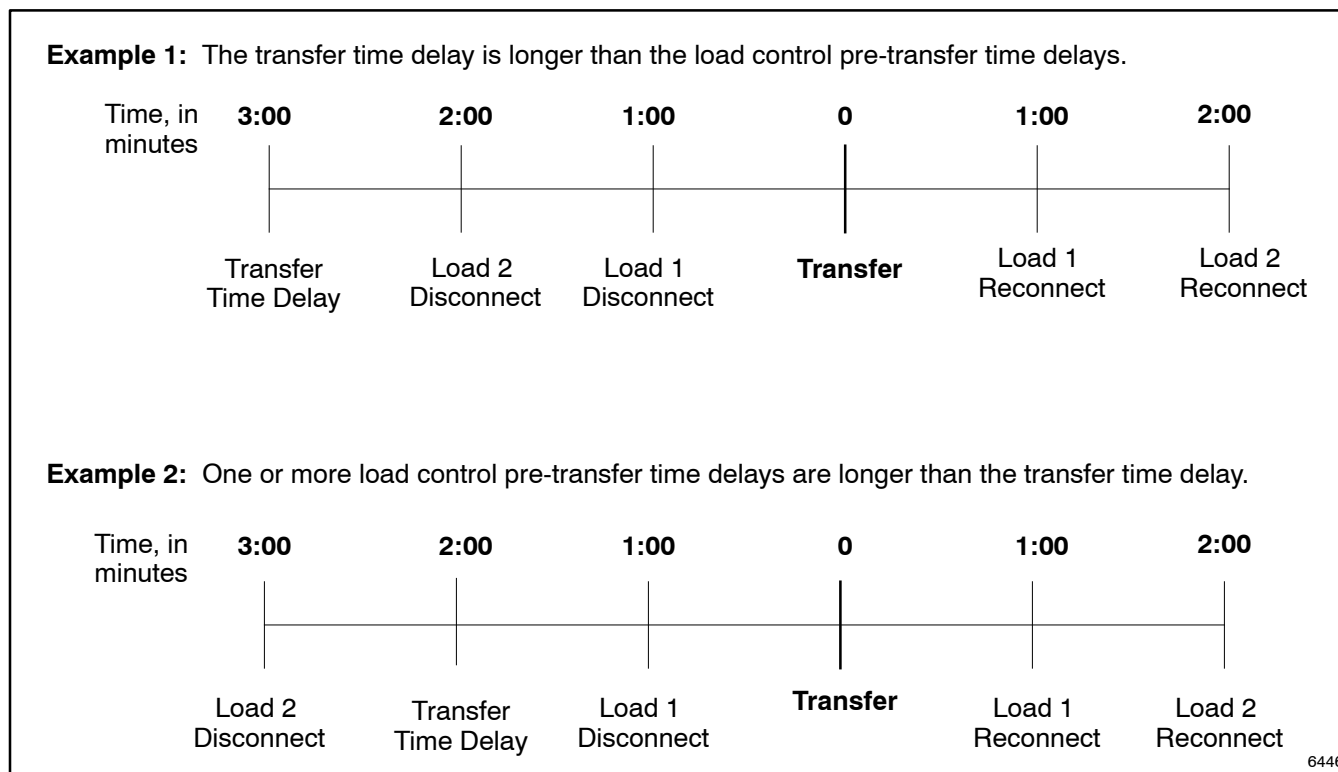 Example 1: The transfer time delay is longer than the load control pre-transfer time delays.
Time, in minutes
3:00 2:00 1:00 0 1:00 2:00
Transfer Time Delay
Load 2 Disconnect
Load 1 Disconnect
Transfer
Load 1 Reconnect
Load 2 Reconnect
Example 2: One or more load control pre-transfer time delays are longer than the transfer time delay.
Time, in minutes
3:00 2:00 1:00 0 1:00 2:00
Load 2 Disconnect
Transfer Time Delay
Load 1 Disconnect
Transfer
Load 1 Reconnect
Load 2 Reconnect
6446